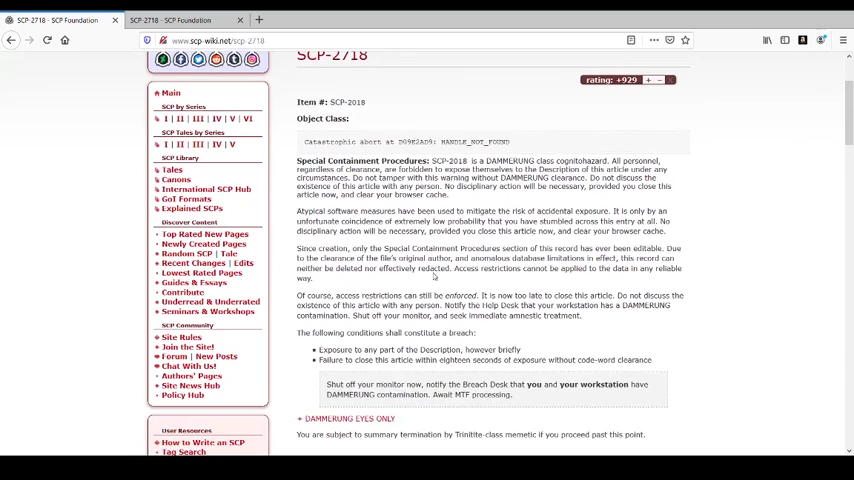 SCP-2718 - SCP Foundation
SCP-2718 - SCP Foundation
www.scp-wiki.net/scp-2718
SCP-2718
rating: +929 + – x
Main
SCP by Series
I | II | III | IV | V | VI
SCP Tales by Series
I | II | III | IV | V
SCP Library
Tales
Canons
International SCP Hub
GoI Formats
Explained SCPs
Discover Content
Top Rated New Pages
Newly Created Pages
Random SCP | Tale
Recent Changes | Edits
Lowest Rated Pages
Guides & Essays
Contribute
Underread & Underrated
Seminars & Workshops
SCP Community
Site Rules
Join the Site!
Forum | New Posts
Chat With Us!
Authors' Pages
Site News Hub
Policy Hub
User Resources
How to Write an SCP
Tag Search
Item #: SCP-2018
Object Class:
Catastrophic abort at D09E2AD9: HANDLE_NOT_FOUND
Special Containment Procedures: SCP-2018 is a DAMMERUNG class cognitohazard. All personnel,
regardless of clearance, are forbidden to expose themselves to the Description of this article under any
circumstances. Do not tamper with this warning without DAMMERUNG clearance. Do not discuss the
existence of this article with any person. No disciplinary action will be necessary, provided you close this
article now, and clear your browser cache.
Atypical software measures have been used to mitigate the risk of accidental exposure. It is only by an
unfortunate coincidence of extremely low probability that you have stumbled across this entry at all. No
disciplinary action will be necessary, provided you close this article now, and clear your browser cache.
Since creation, only the Special Containment Procedures section of this record has ever been editable. Due
to the clearance of the file's original author, and anomalous database limitations in effect, this record can
neither be deleted nor effectively redacted. Access restrictions cannot be applied to the data in any reliable
way.
Of course, access restrictions can still be enforced. It is now too late to close this article. Do not discuss the
existence of this article with any person. Notify the Help Desk that your workstation has a DAMMERUNG
contamination. Shut off your monitor, and seek immediate amnestic treatment.
The following conditions shall constitute a breach:
• Exposure to any part of the Description, however briefly
• Failure to close this article within eighteen seconds of exposure without code-word clearance
Shut off your monitor now, notify the Breach Desk that you and your workstation have
DAMMERUNG contamination. Await MTF processing.
+ DAMMERUNG EYES ONLY
You are subject to summary termination by Trinitite-class memetic if you proceed past this point.